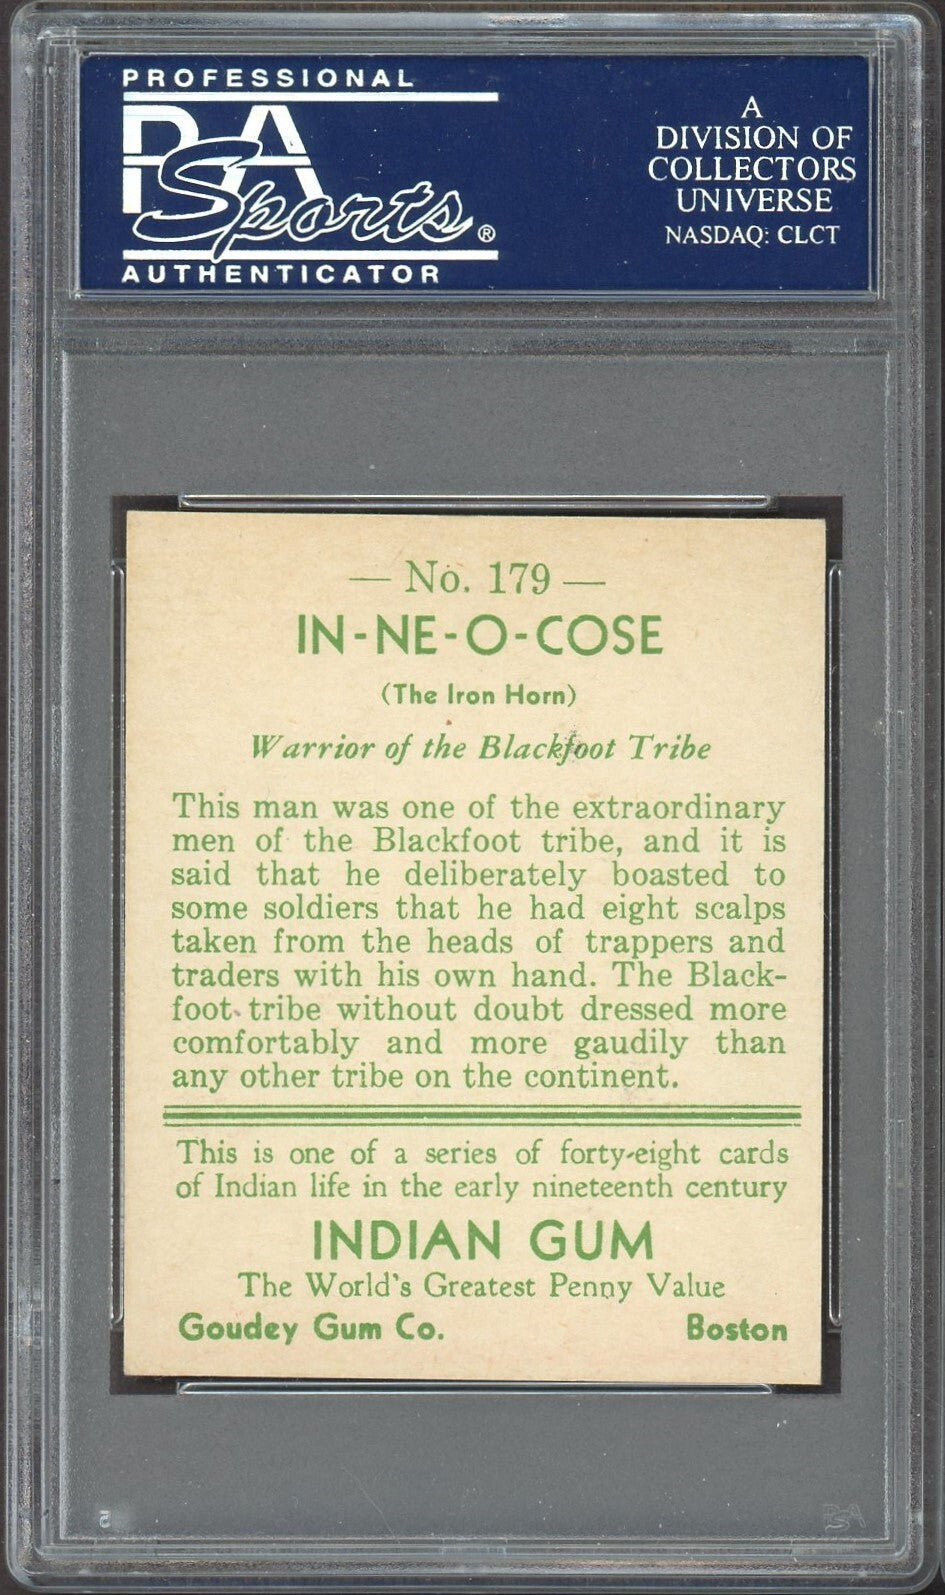 PROFESSIONAL
PSA
Sports®
AUTHENTICATOR
A
DIVISION OF
COLLECTORS
UNIVERSE
NASDAQ: CLCT
— No. 179 —
IN-NE-O-COSE
(The Iron Horn)
Warrior of the Blackfoot Tribe
This man was one of the extraordinary
men of the Blackfoot tribe, and it is
said that he deliberately boasted to
some soldiers that he had eight scalps
taken from the heads of trappers and
traders with his own hand. The Black-
foot tribe without doubt dressed more
comfortably and more gaudily than
any other tribe on the continent.
This is one of a series of forty-eight cards
of Indian life in the early nineteenth century
INDIAN GUM
The World's Greatest Penny Value
Goudey Gum Co. Boston
5 PSA